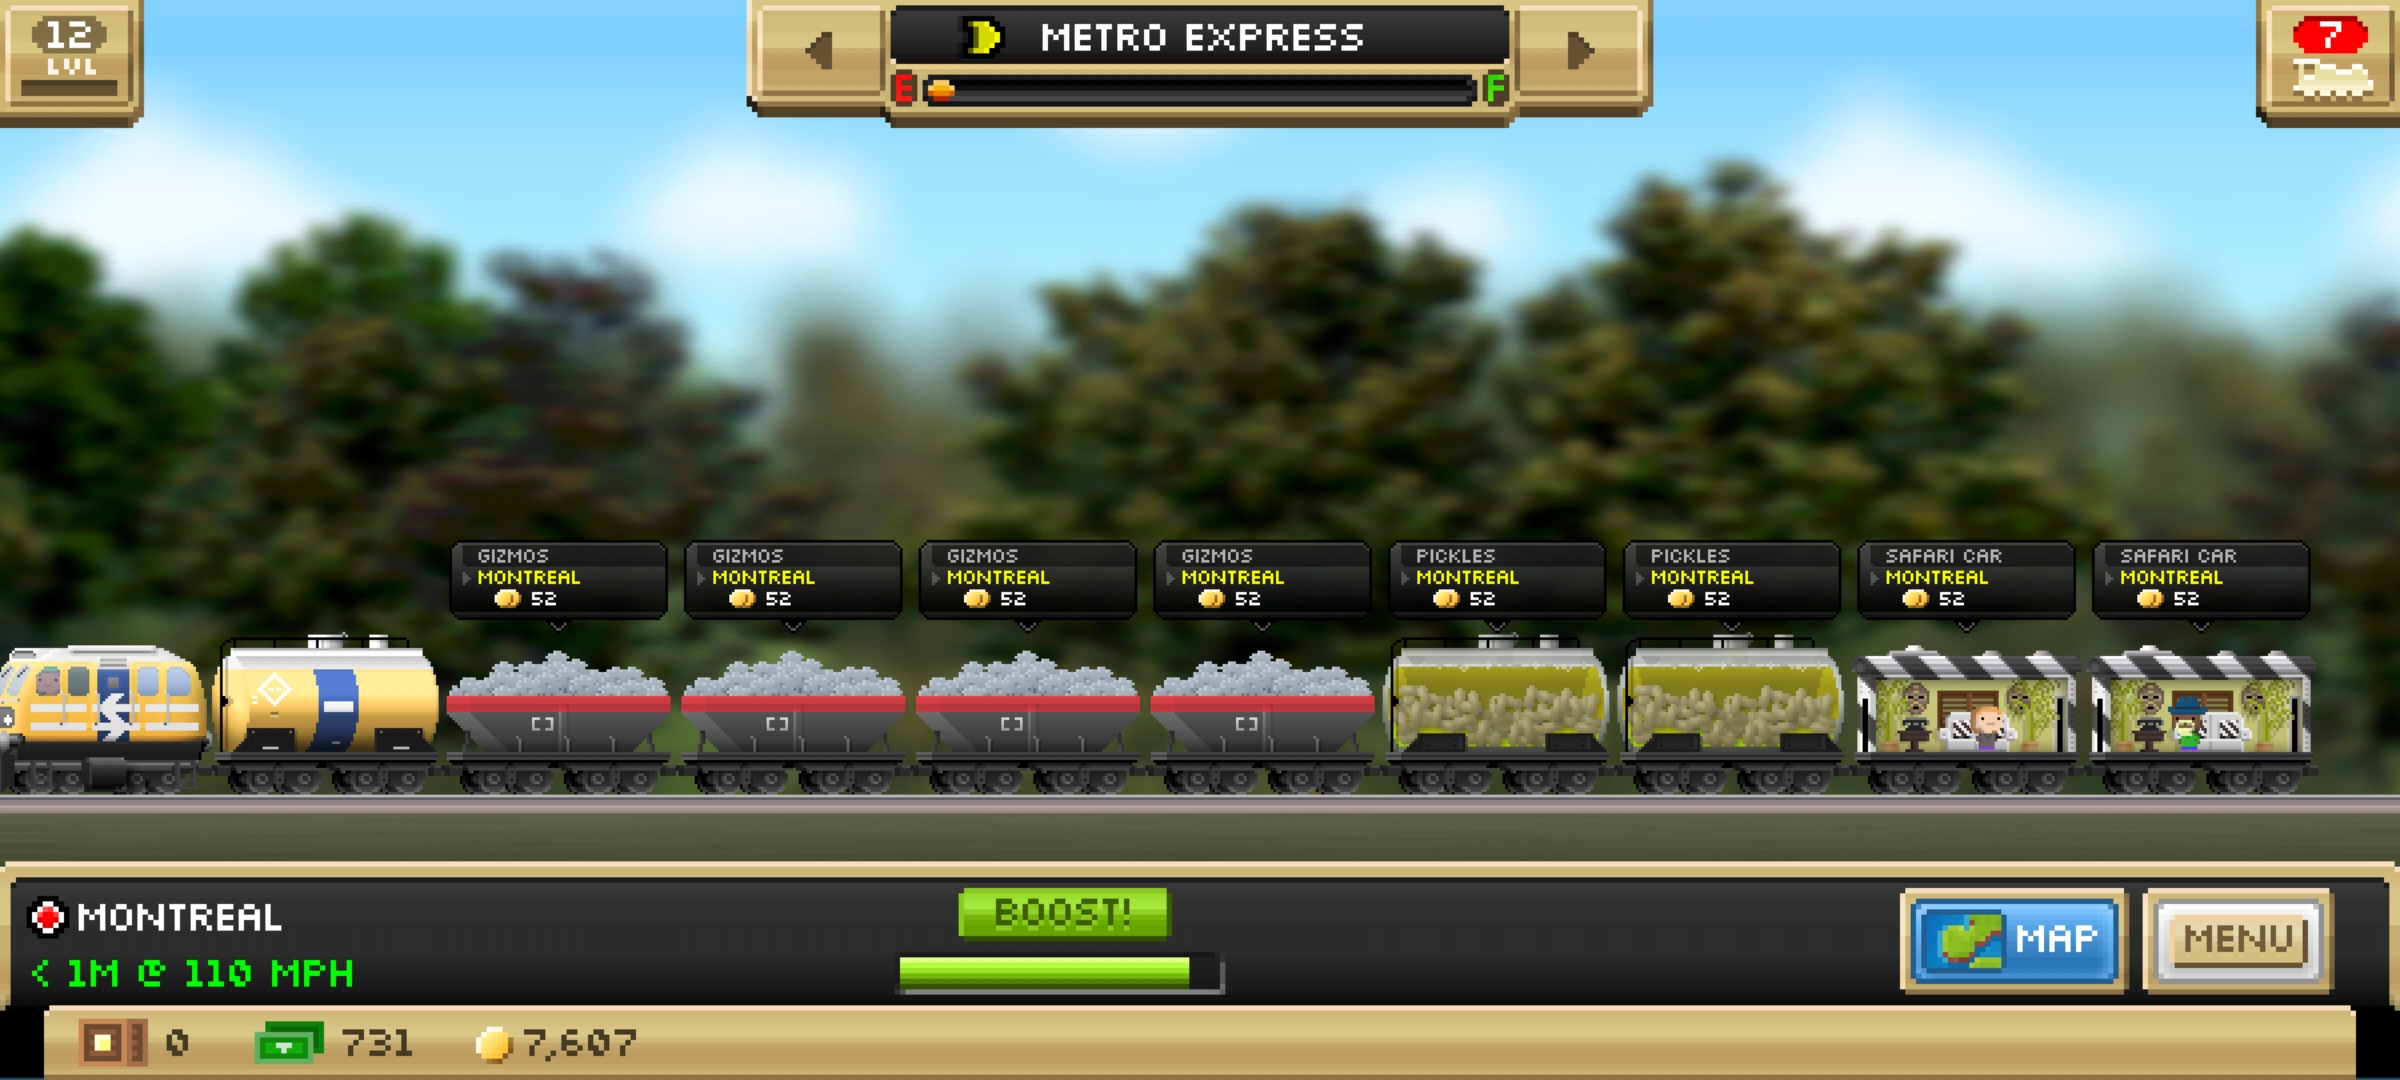 12
LVL
METRO EXPRESS
E F
7
GIZMOS
MONTREAL
52
GIZMOS
MONTREAL
52
GIZMOS
MONTREAL
52
GIZMOS
MONTREAL
52
PICKLES
MONTREAL
52
PICKLES
MONTREAL
52
SAFARI CAR
MONTREAL
52
SAFARI CAR
MONTREAL
52
MONTREAL
< 1M @ 110 MPH
BOOST!
MAP
MENU
0
731
7,607